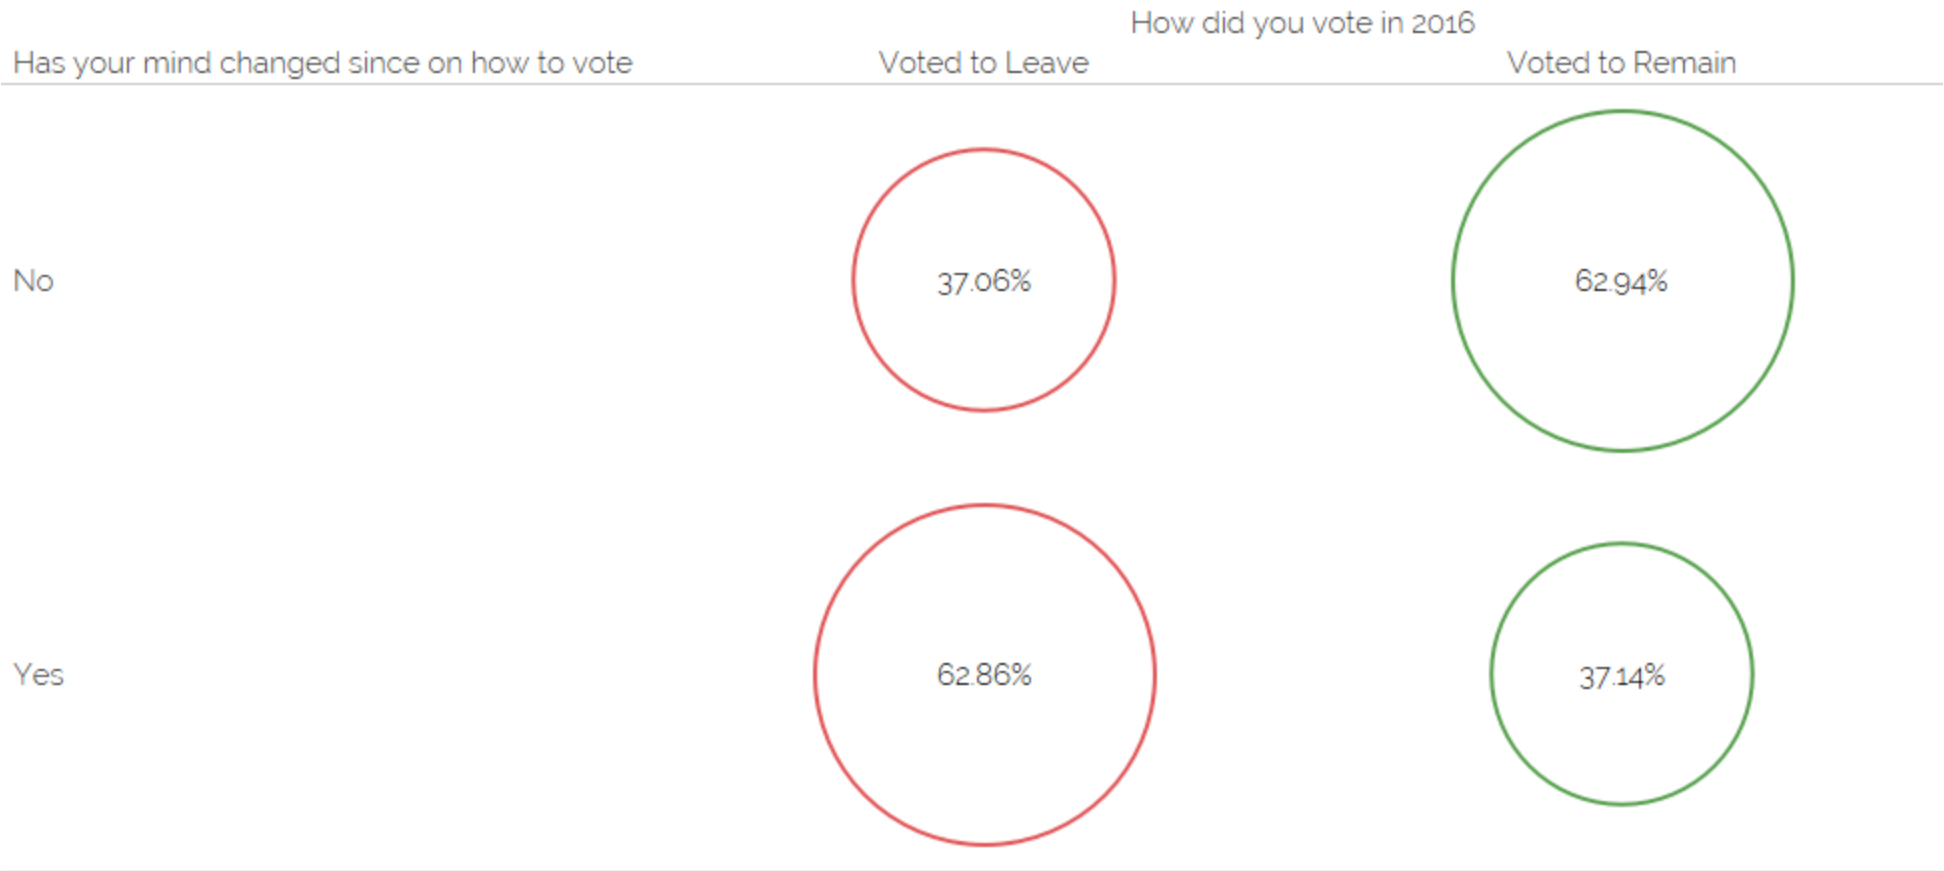 How did you vote in 2016
Has your mind changed since on how to vote Voted to Leave Voted to Remain
No 37.06% 62.94%
Yes 62.86% 37.14%